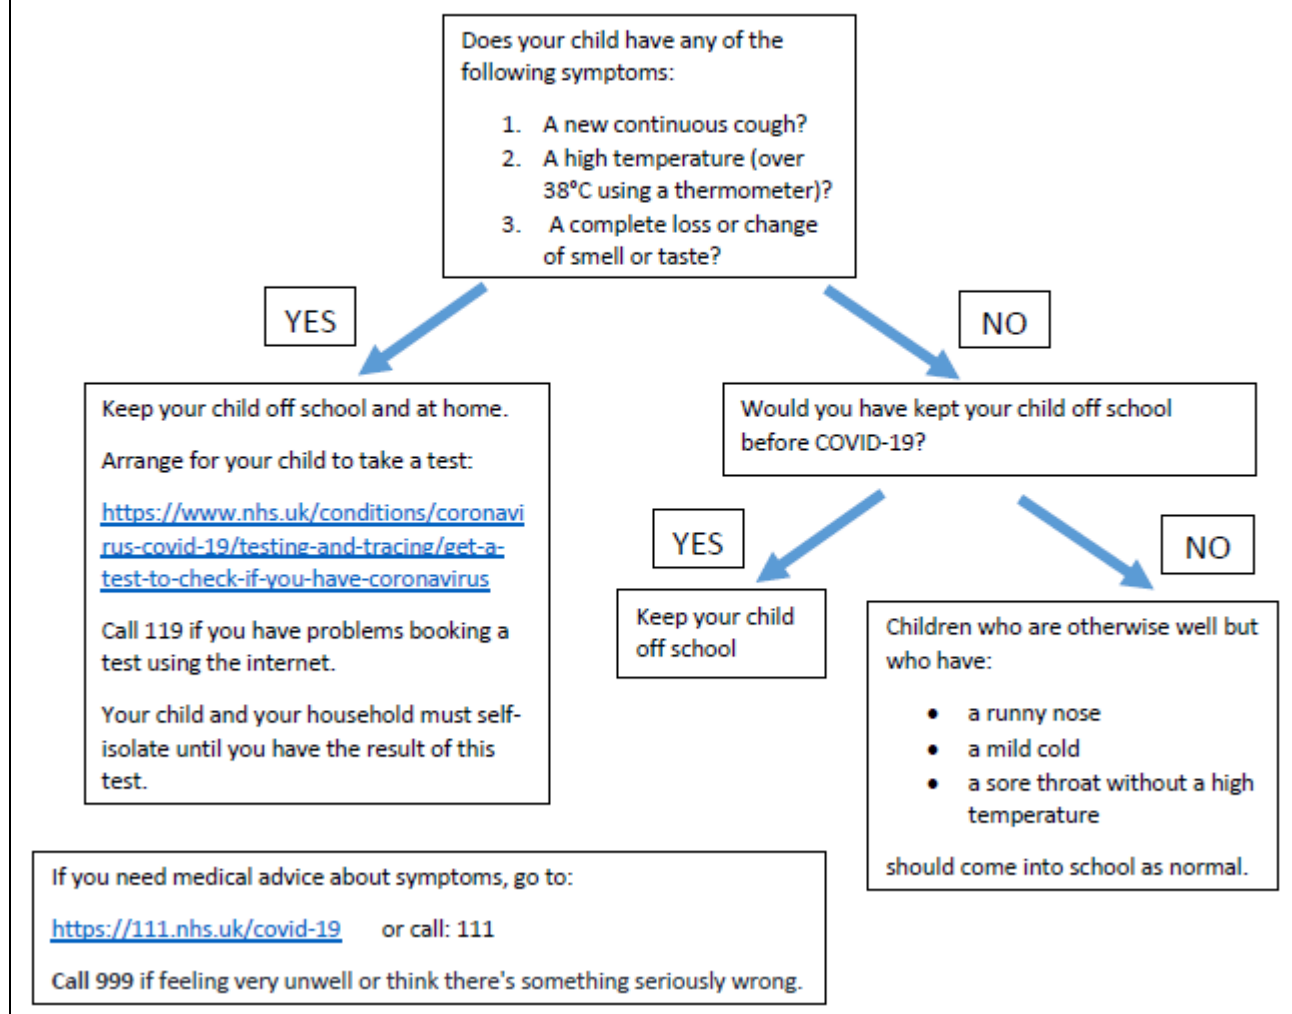 Does your child have any of the
following symptoms:
1. A new continuous cough?
2. A high temperature (over
38°C using a thermometer)?
3. A complete loss or change
of smell or taste?
YES
NO
Keep your child off school and at home.
Arrange for your child to take a test:
https://www.nhs.uk/conditions/coronavi
rus-covid-19/testing-and-tracing/get-a-
test-to-check-if-you-have-coronavirus
Call 119 if you have problems booking a
test using the internet.
Your child and your household must self-
isolate until you have the result of this
test.
Would you have kept your child off school
before COVID-19?
YES
NO
Keep your child
off school
Children who are otherwise well but
who have:
• a runny nose
• a mild cold
• a sore throat without a high
temperature
should come into school as normal.
If you need medical advice about symptoms, go to:
https://111.nhs.uk/covid-19 or call: 111
Call 999 if feeling very unwell or think there's something seriously wrong.